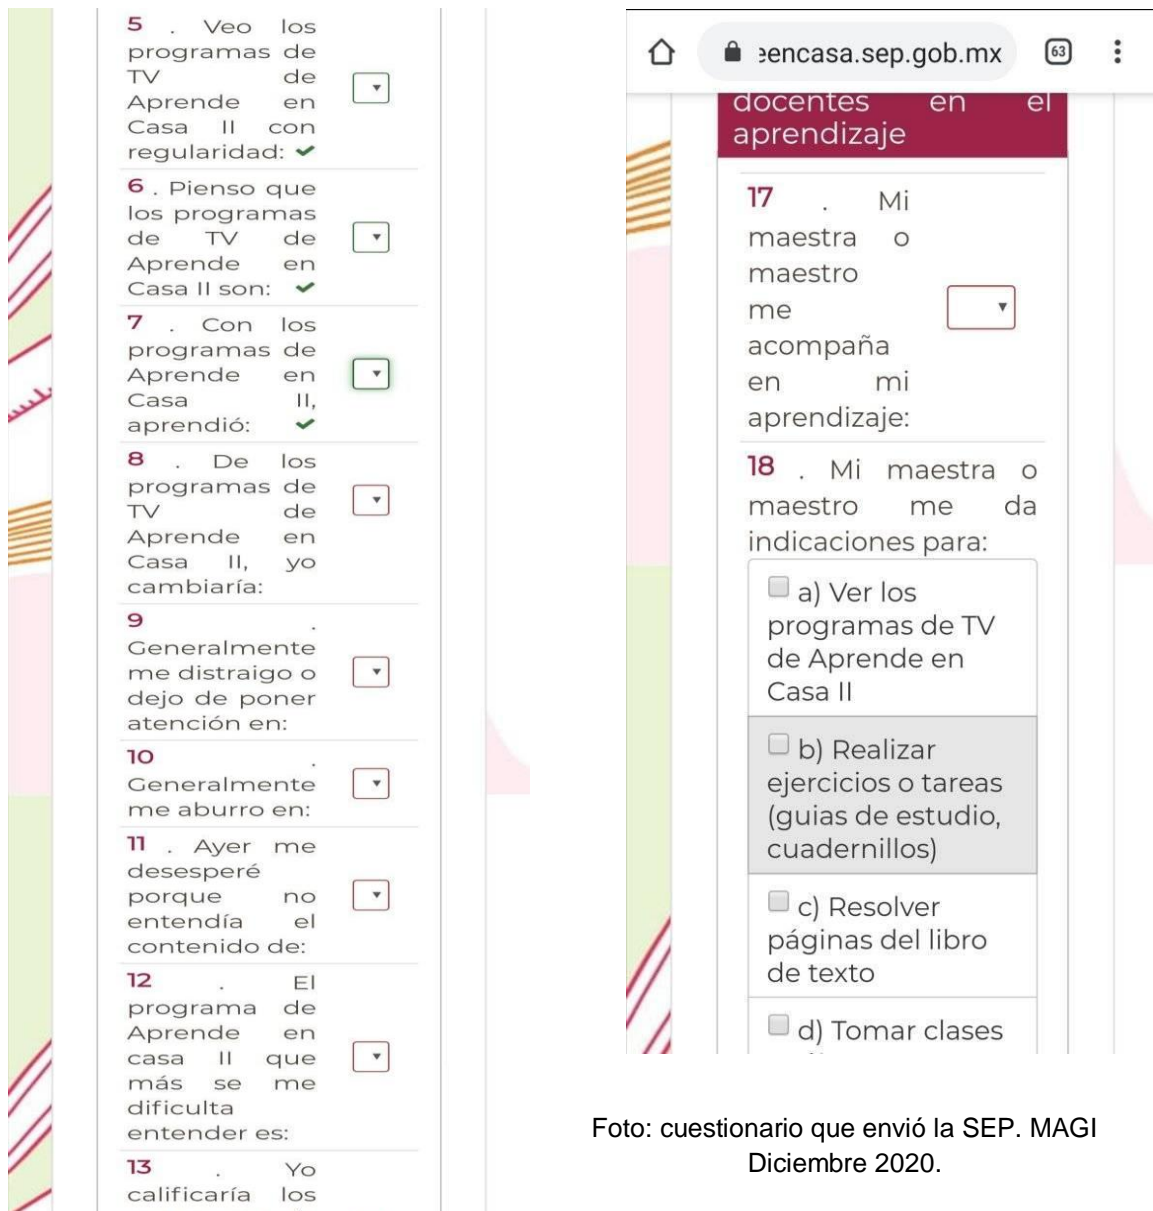 5 . Veo los
programas de
TV de
Aprende en
Casa II con
regularidad:
6 . Pienso que
los programas
de TV de
Aprende en
Casa II son:
7 . Con los
programas de
Aprende en
Casa II,
aprendió:
8 . De los
programas de
TV de
Aprende en
Casa II, yo
cambiaría:
9 .
Generalmente
me distraigo o
dejo de poner
atención en:
10 .
Generalmente
me aburro en:
11 . Ayer me
desesperé
porque no
entendía el
contenido de:
12 . El
programa de
Aprende en
casa II que
más se me
dificulta
entender es:
13 . Yo
calificaría los
eencasa.sep.gob.mx
63
docentes en el
aprendizaje
17 . Mi
maestra o
maestro
me
acompaña
en mi
aprendizaje:
18 . Mi maestra o
maestro me da
indicaciones para:
a) Ver los
programas de TV
de Aprende en
Casa II
b) Realizar
ejercicios o tareas
(guias de estudio,
cuadernillos)
c) Resolver
páginas del libro
de texto
d) Tomar clases
Foto: cuestionario que envió la SEP. MAGI
Diciembre 2020.